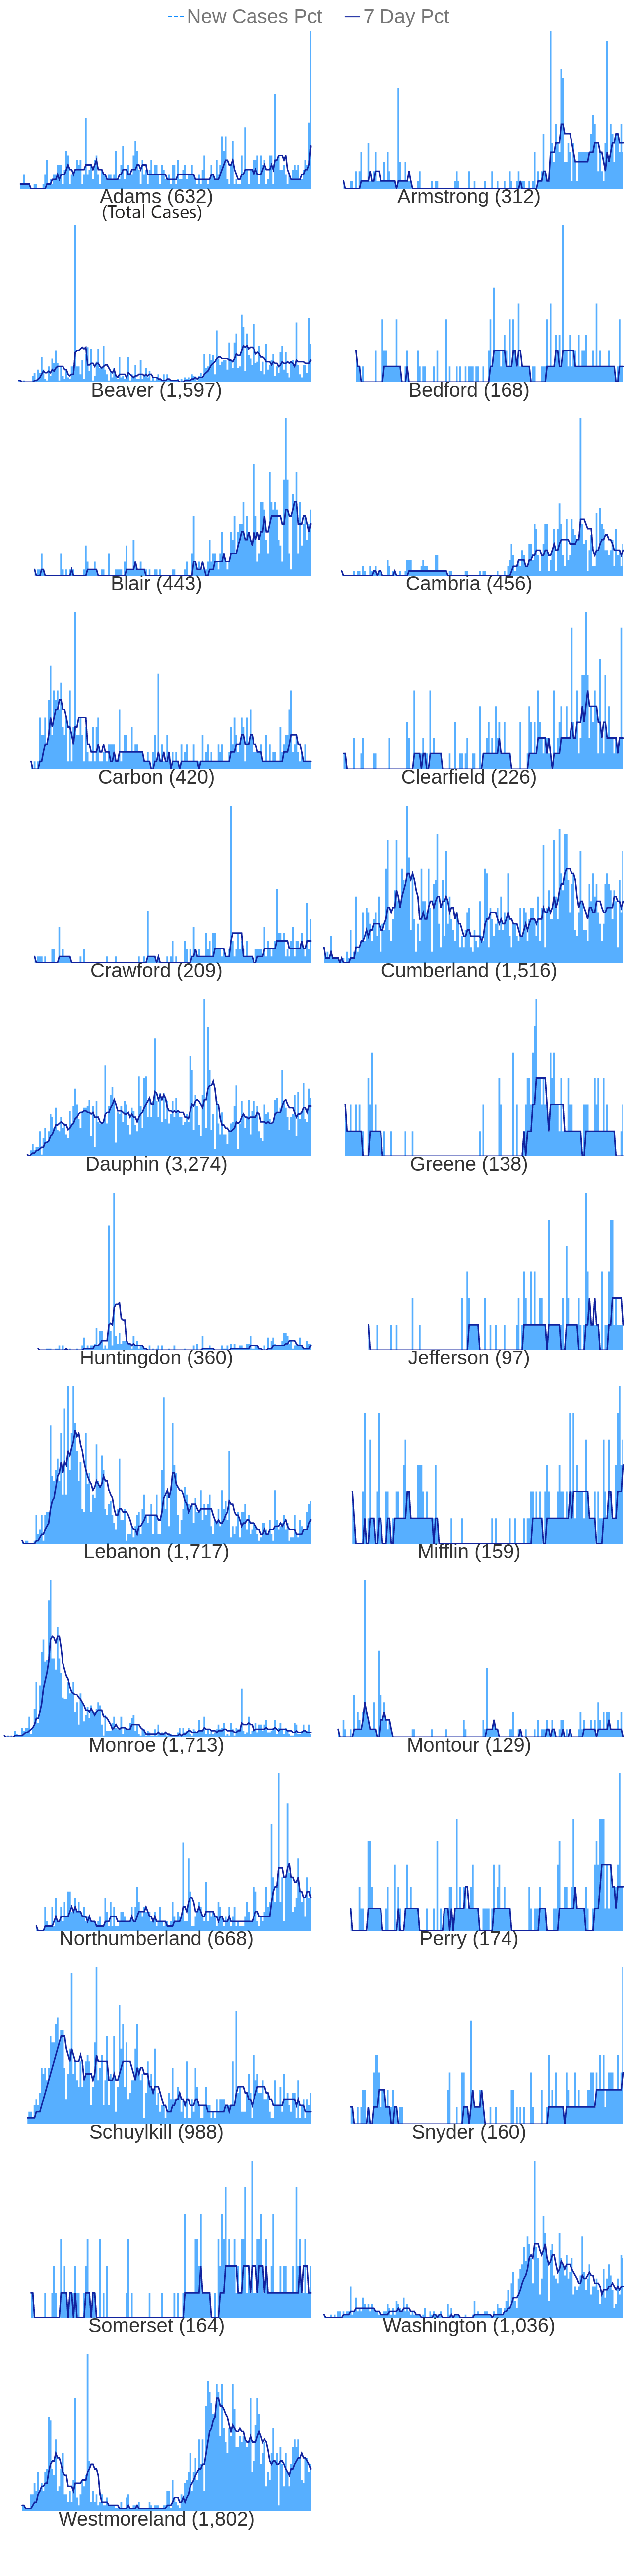 New Cases Pct 7 Day Pct
Adams (632) Armstrong (312)
(Total Cases)
Beaver (1,597) Bedford (168)
Blair (443) Cambria (456)
Carbon (420) Clearfield (226)
Crawford (209) Cumberland (1,516)
Dauphin (3,274) Greene (138)
Huntingdon (360) Jefferson (97)
Lebanon (1,717) Mifflin (159)
Monroe (1,713) Montour (129)
Northumberland (668) Perry (174)
Schuylkill (988) Snyder (160)
Somerset (164) Washington (1,036)
Westmoreland (1,802)